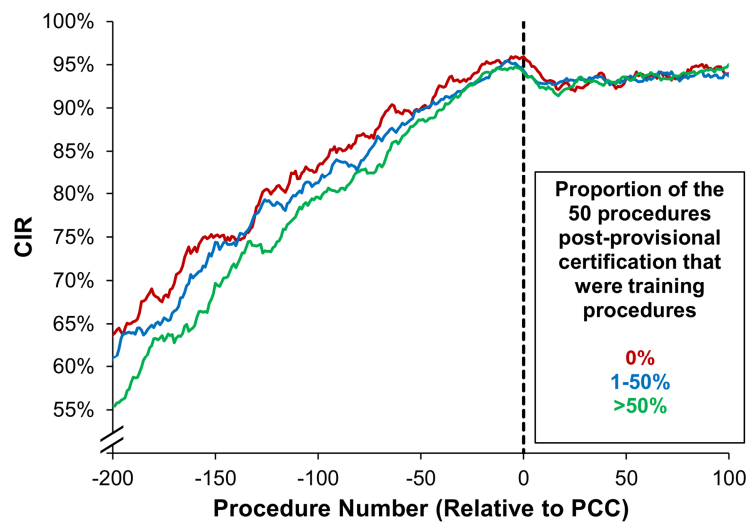 100%
95%
90%
85%
80%
75%
70%
65%
60%
55%
CIR
-200 -150 -100 -50 0 50 100
Procedure Number (Relative to PCC)
Proportion of the
50 procedures
post-provisional
certification that
were training
procedures
0%
1-50%
>50%